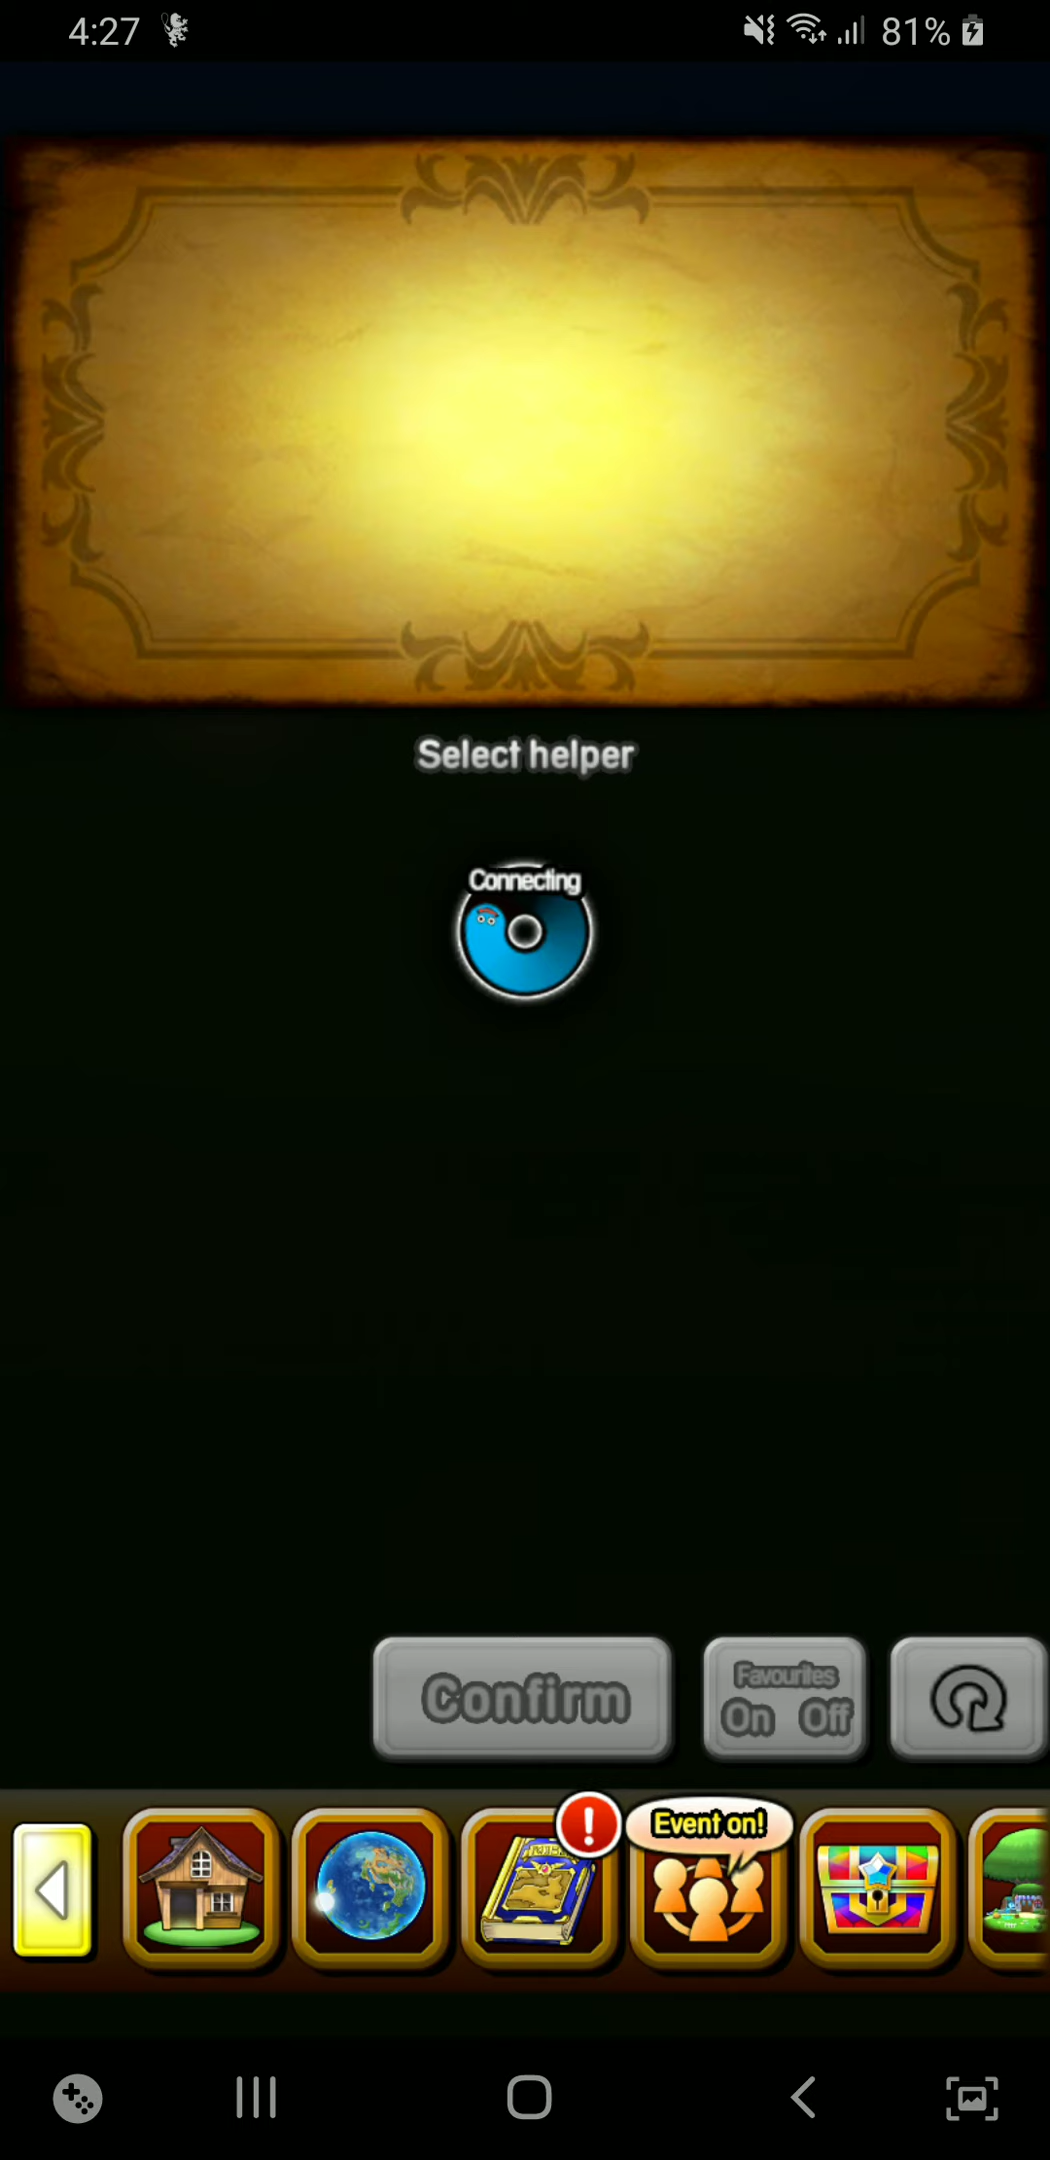 4:27 81%
Select helper
Connecting
Confirm
Favourites
On Off
Event on!